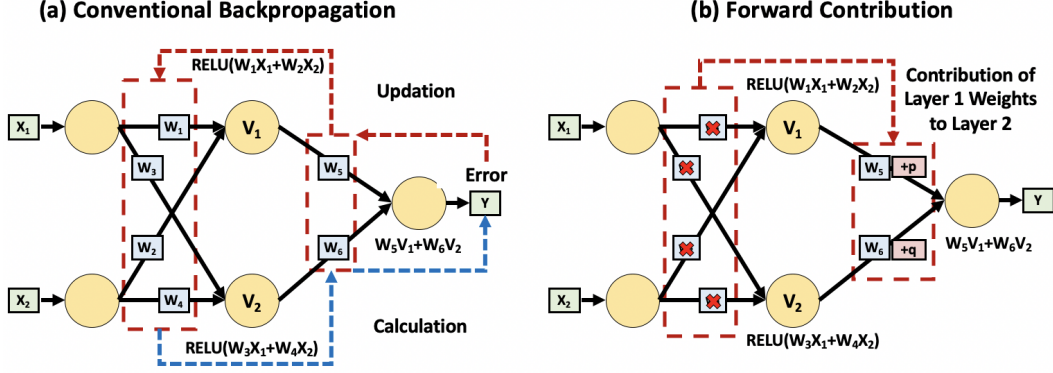 (a) Conventional Backpropagation
RELU(W₁X₁+W₂X₂)
Updation
X₁
W₁
V₁
W₃
W₅
Error
Y
W₂
W₆
W₅V₁+W₆V₂
X₂
W₄
V₂
Calculation
RELU(W₃X₁+W₄X₂)
(b) Forward Contribution
RELU(W₁X₁+W₂X₂)
Contribution of
Layer 1 Weights
to Layer 2
X₁
V₁
W₅
+p
Y
W₆
+q
W₅V₁+W₆V₂
X₂
V₂
RELU(W₃X₁+W₄X₂)